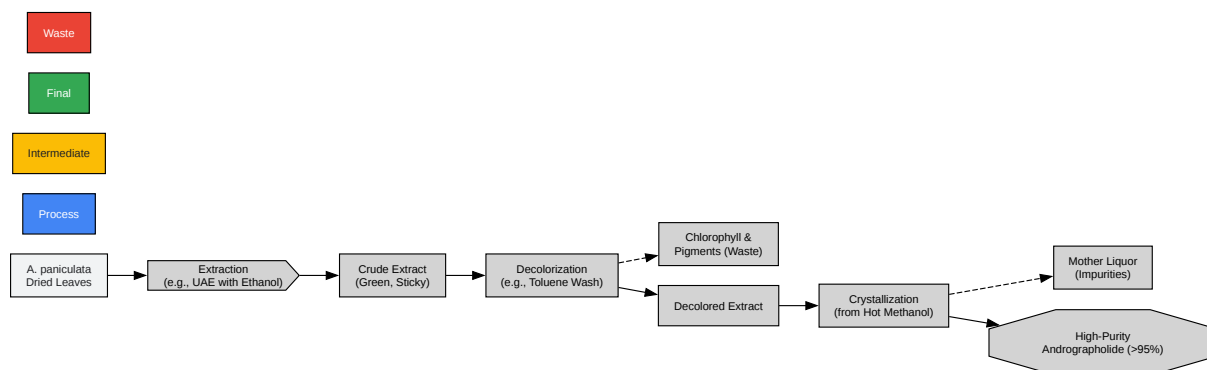 Waste
Final
Intermediate
Process
A. paniculata
Dried Leaves
Extraction
(e.g., UAE with Ethanol)
Crude Extract
(Green, Sticky)
Decolorization
(e.g., Toluene Wash)
Chlorophyll &
Pigments (Waste)
Decolored Extract
Crystallization
(from Hot Methanol)
Mother Liquor
(Impurities)
High-Purity
Andrographolide (>95%)